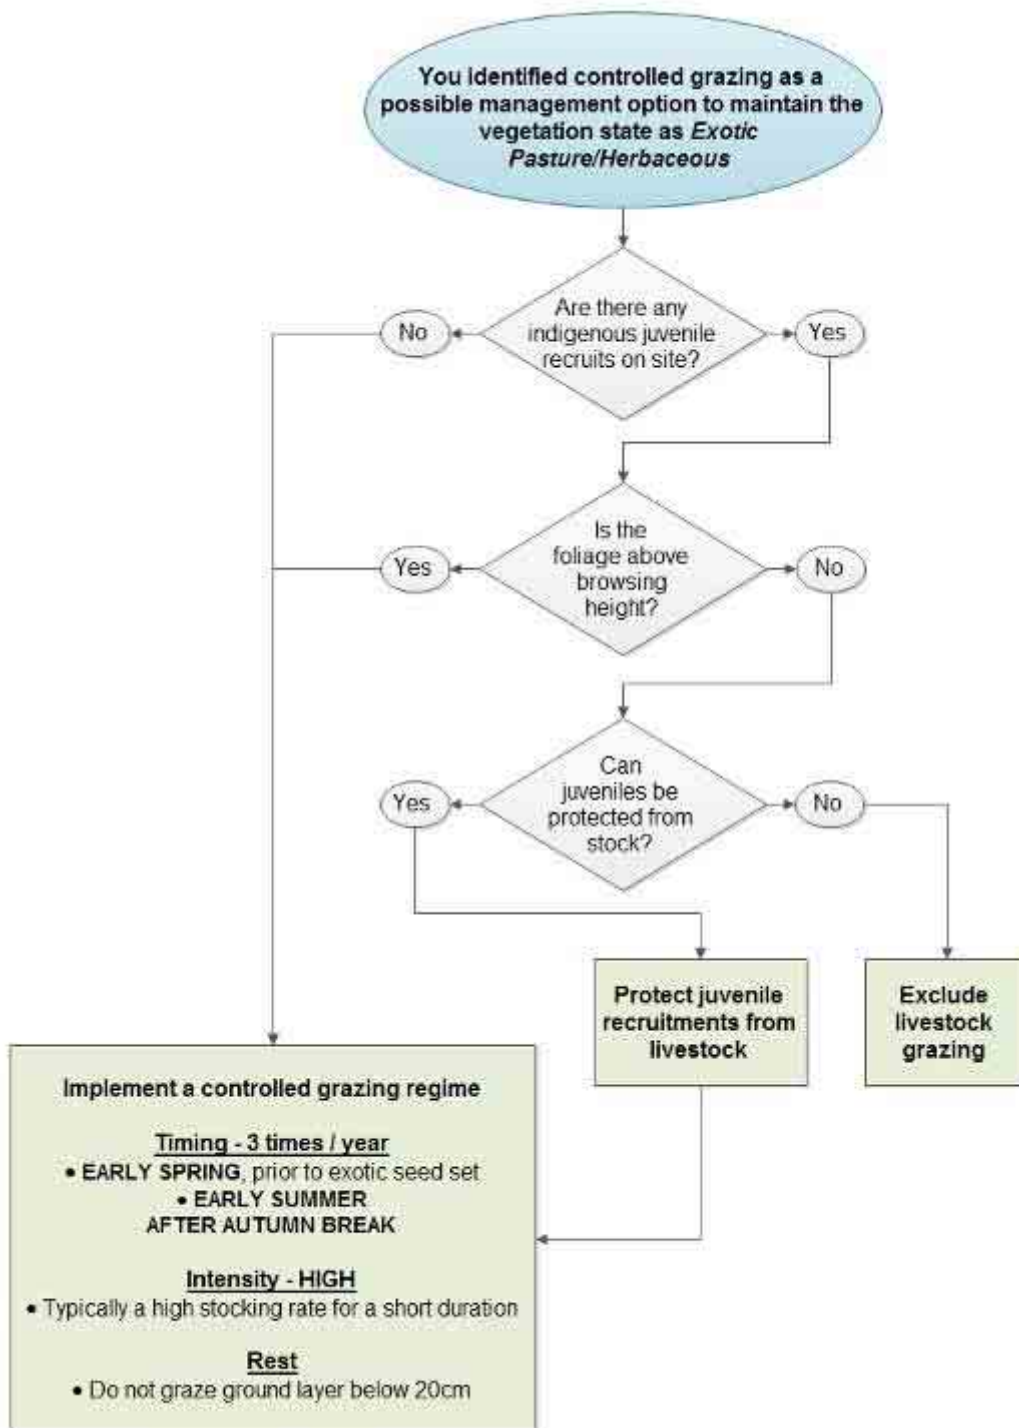 You identified controlled grazing as a
possible management option to maintain the
vegetation state as Exotic
Pasture/Herbaceous
Are there any
indigenous juvenile
recruits on site?
No
Yes
Is the
foliage above
browsing
height?
Yes
No
Can
juveniles be
protected from
stock?
Yes
No
Protect juvenile
recruitments from
livestock
Exclude
livestock
grazing
Implement a controlled grazing regime
Timing - 3 times / year
• EARLY SPRING, prior to exotic seed set
• EARLY SUMMER
AFTER AUTUMN BREAK
Intensity - HIGH
• Typically a high stocking rate for a short duration
Rest
• Do not graze ground layer below 20cm